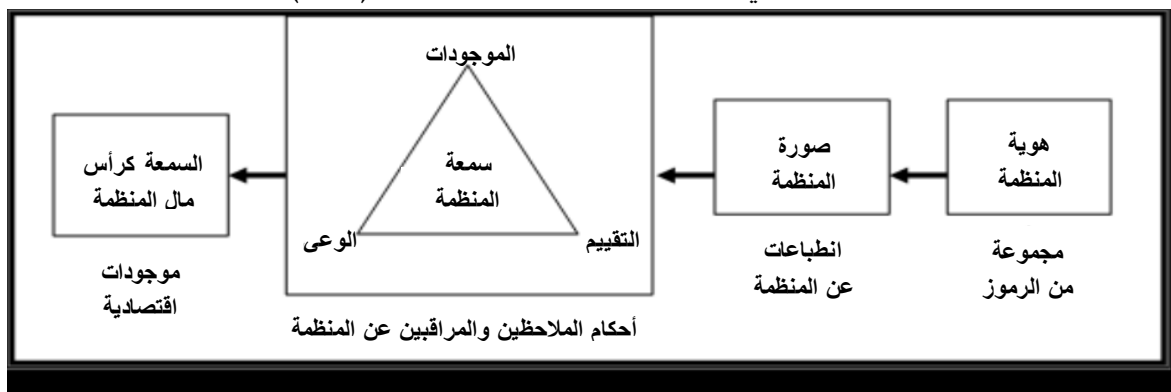 هوية
المنظمة
مجموعة
من الرموز
صورة
المنظمة
انطباعات
عن المنظمة
الموجودات
سمعة
المنظمة
التقييم
الوعى
أحكام الملاحظين والمراقبين عن المنظمة
السمعة كرأس
مال المنظمة
موجودات
اقتصادية